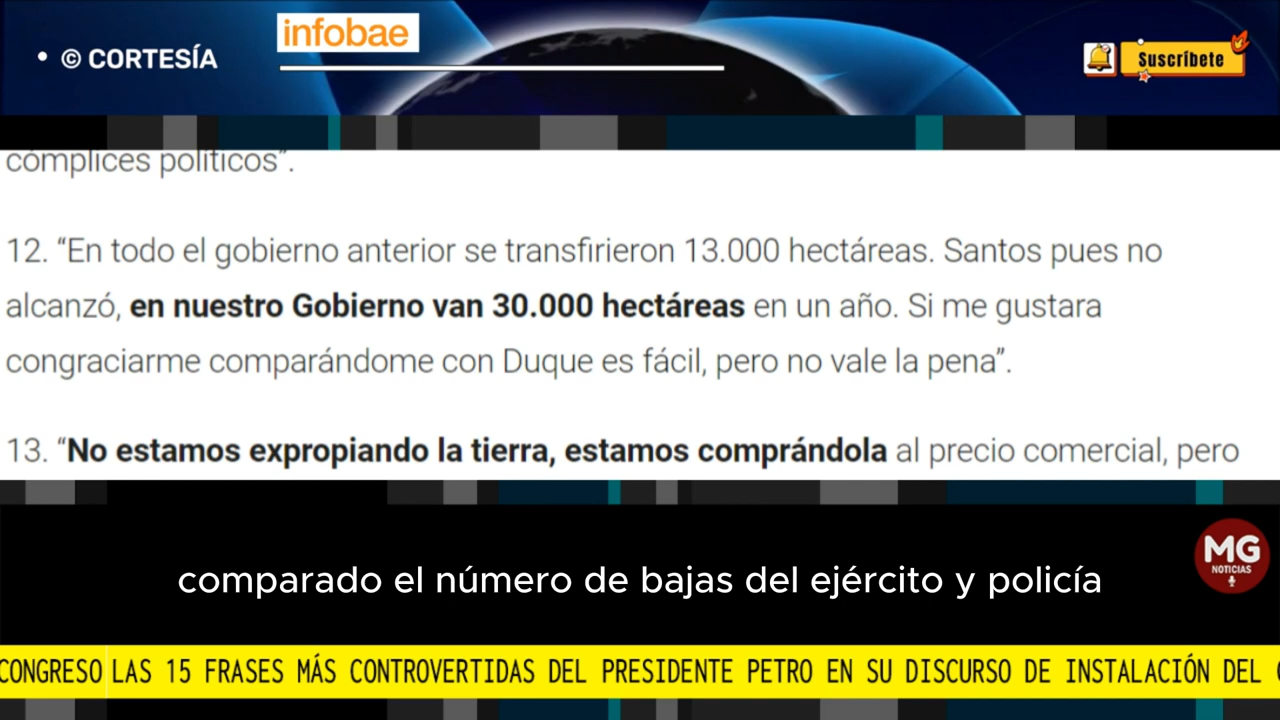 • © CORTESÍA
infobae
Suscríbete
cómplices políticos”.
12. “En todo el gobierno anterior se transfirieron 13.000 hectáreas. Santos pues no
alcanzó, en nuestro Gobierno van 30.000 hectáreas en un año. Si me gustara
congraciarme comparándome con Duque es fácil, pero no vale la pena”.
13. “No estamos expropiando la tierra, estamos comprándola al precio comercial, pero
comparado el número de bajas del ejército y policía
MG
NOTICIAS
CONGRESO LAS 15 FRASES MÁS CONTROVERTIDAS DEL PRESIDENTE PETRO EN SU DISCURSO DE INSTALACIÓN DEL